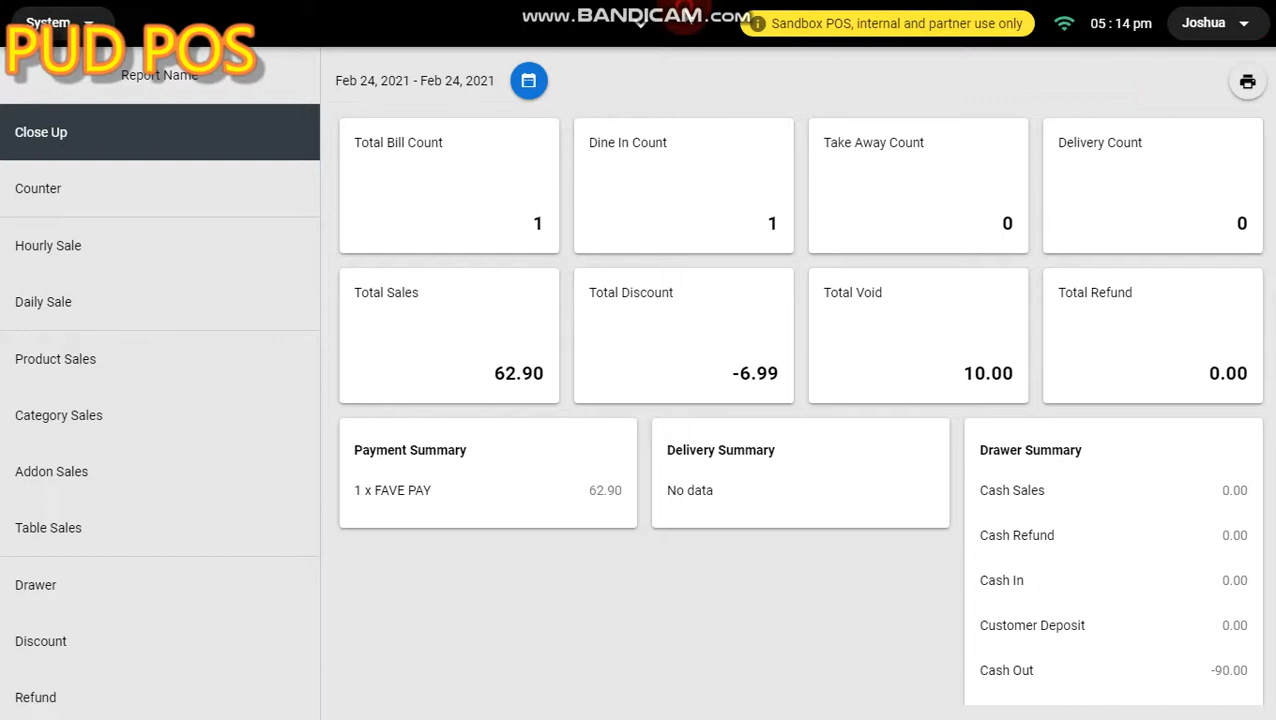 System
www.BANDICAM.com
Sandbox POS, internal and partner use only
05 : 14 pm
Joshua
PUD POS
Report Name
Feb 24, 2021 - Feb 24, 2021
Close Up
Counter
Hourly Sale
Daily Sale
Product Sales
Category Sales
Addon Sales
Table Sales
Drawer
Discount
Refund
Total Bill Count
1
Dine In Count
1
Take Away Count
0
Delivery Count
0
Total Sales
62.90
Total Discount
-6.99
Total Void
10.00
Total Refund
0.00
Payment Summary
1 x FAVE PAY 62.90
Delivery Summary
No data
Drawer Summary
Cash Sales 0.00
Cash Refund 0.00
Cash In 0.00
Customer Deposit 0.00
Cash Out -90.00